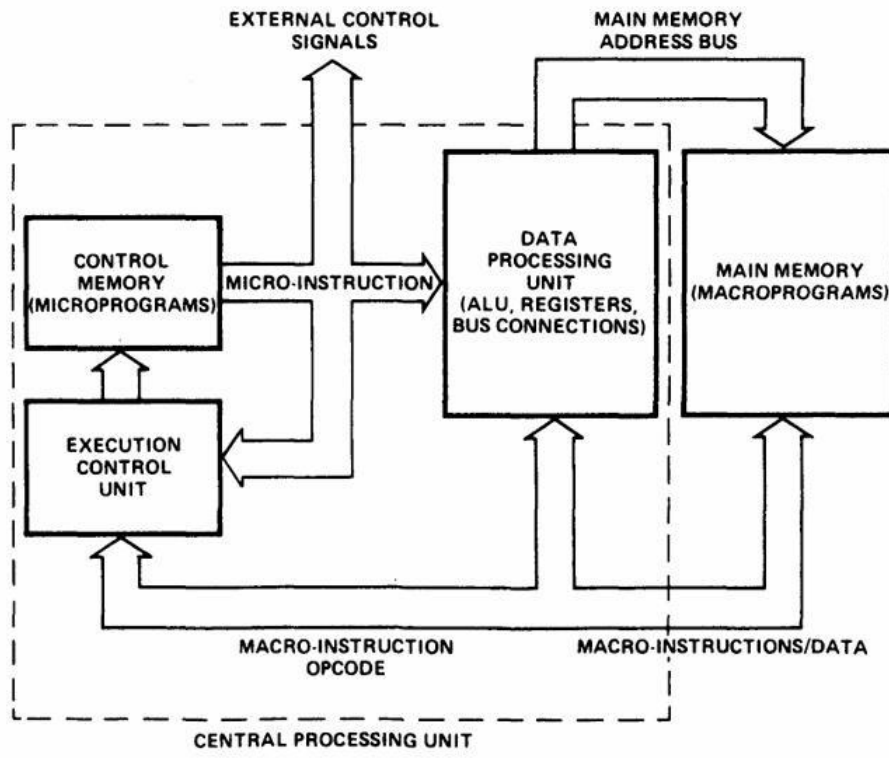 EXTERNAL CONTROL
SIGNALS
MAIN MEMORY
ADDRESS BUS
CONTROL
MEMORY
(MICROPROGRAMS)
MICRO-INSTRUCTION
DATA
PROCESSING
UNIT
(ALU, REGISTERS,
BUS CONNECTIONS)
MAIN MEMORY
(MACROPROGRAMS)
EXECUTION
CONTROL
UNIT
MACRO-INSTRUCTION
OPCODE
MACRO-INSTRUCTIONS/DATA
CENTRAL PROCESSING UNIT